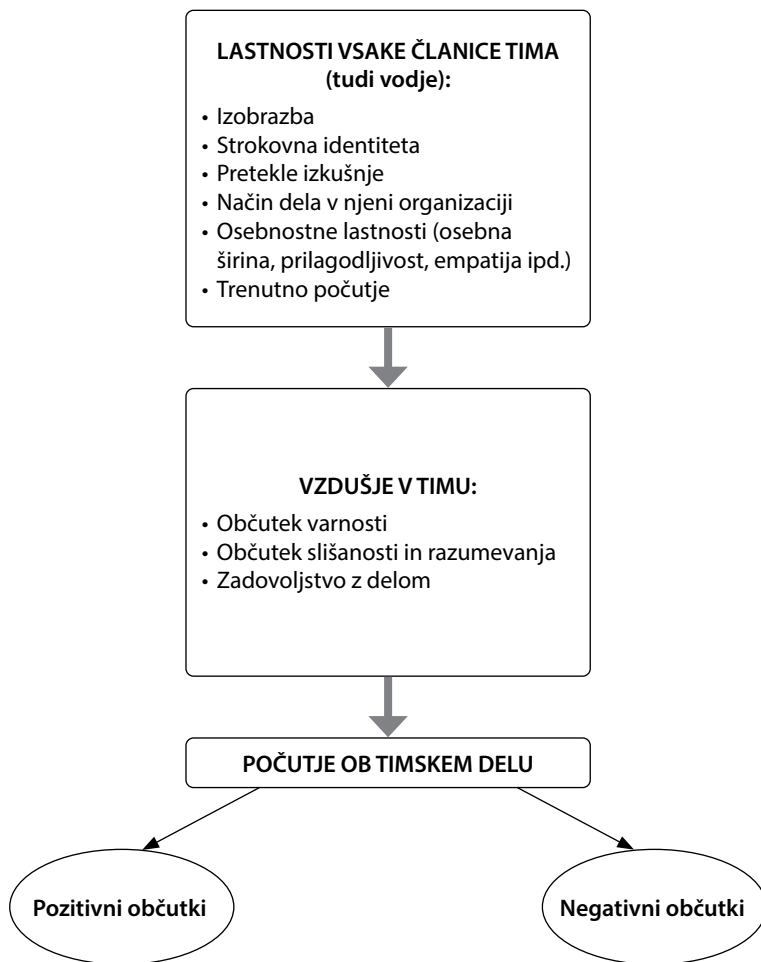 LASTNOSTI VSAKE ČLANICE TIMA
(tudi vodje):
• Izobrazba
• Strokovna identiteta
• Pretekle izkušnje
• Način dela v njeni organizaciji
• Osebnostne lastnosti (osebna
širina, prilagodljivost, empatija ipd.)
• Trenutno počutje
VZDUŠJE V TIMU:
• Občutek varnosti
• Občutek slišanosti in razumevanja
• Zadovoljstvo z delom
POČUTJE OB TIMSKEM DELU
Pozitivni občutki
Negativni občutki